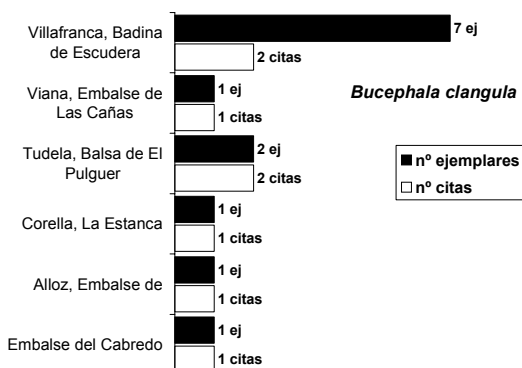 Villafranca, Badina
de Escudera
7 ej
2 citas
Viana, Embalse de
Las Cañas
1 ej
1 citas
Bucephala clangula
Tudela, Balsa de El
Pulguer
2 ej
2 citas
nº ejemplares
nº citas
Corella, La Estanca
1 ej
1 citas
Alloz, Embalse de
1 ej
1 citas
Embalse del Cabredo
1 ej
1 citas